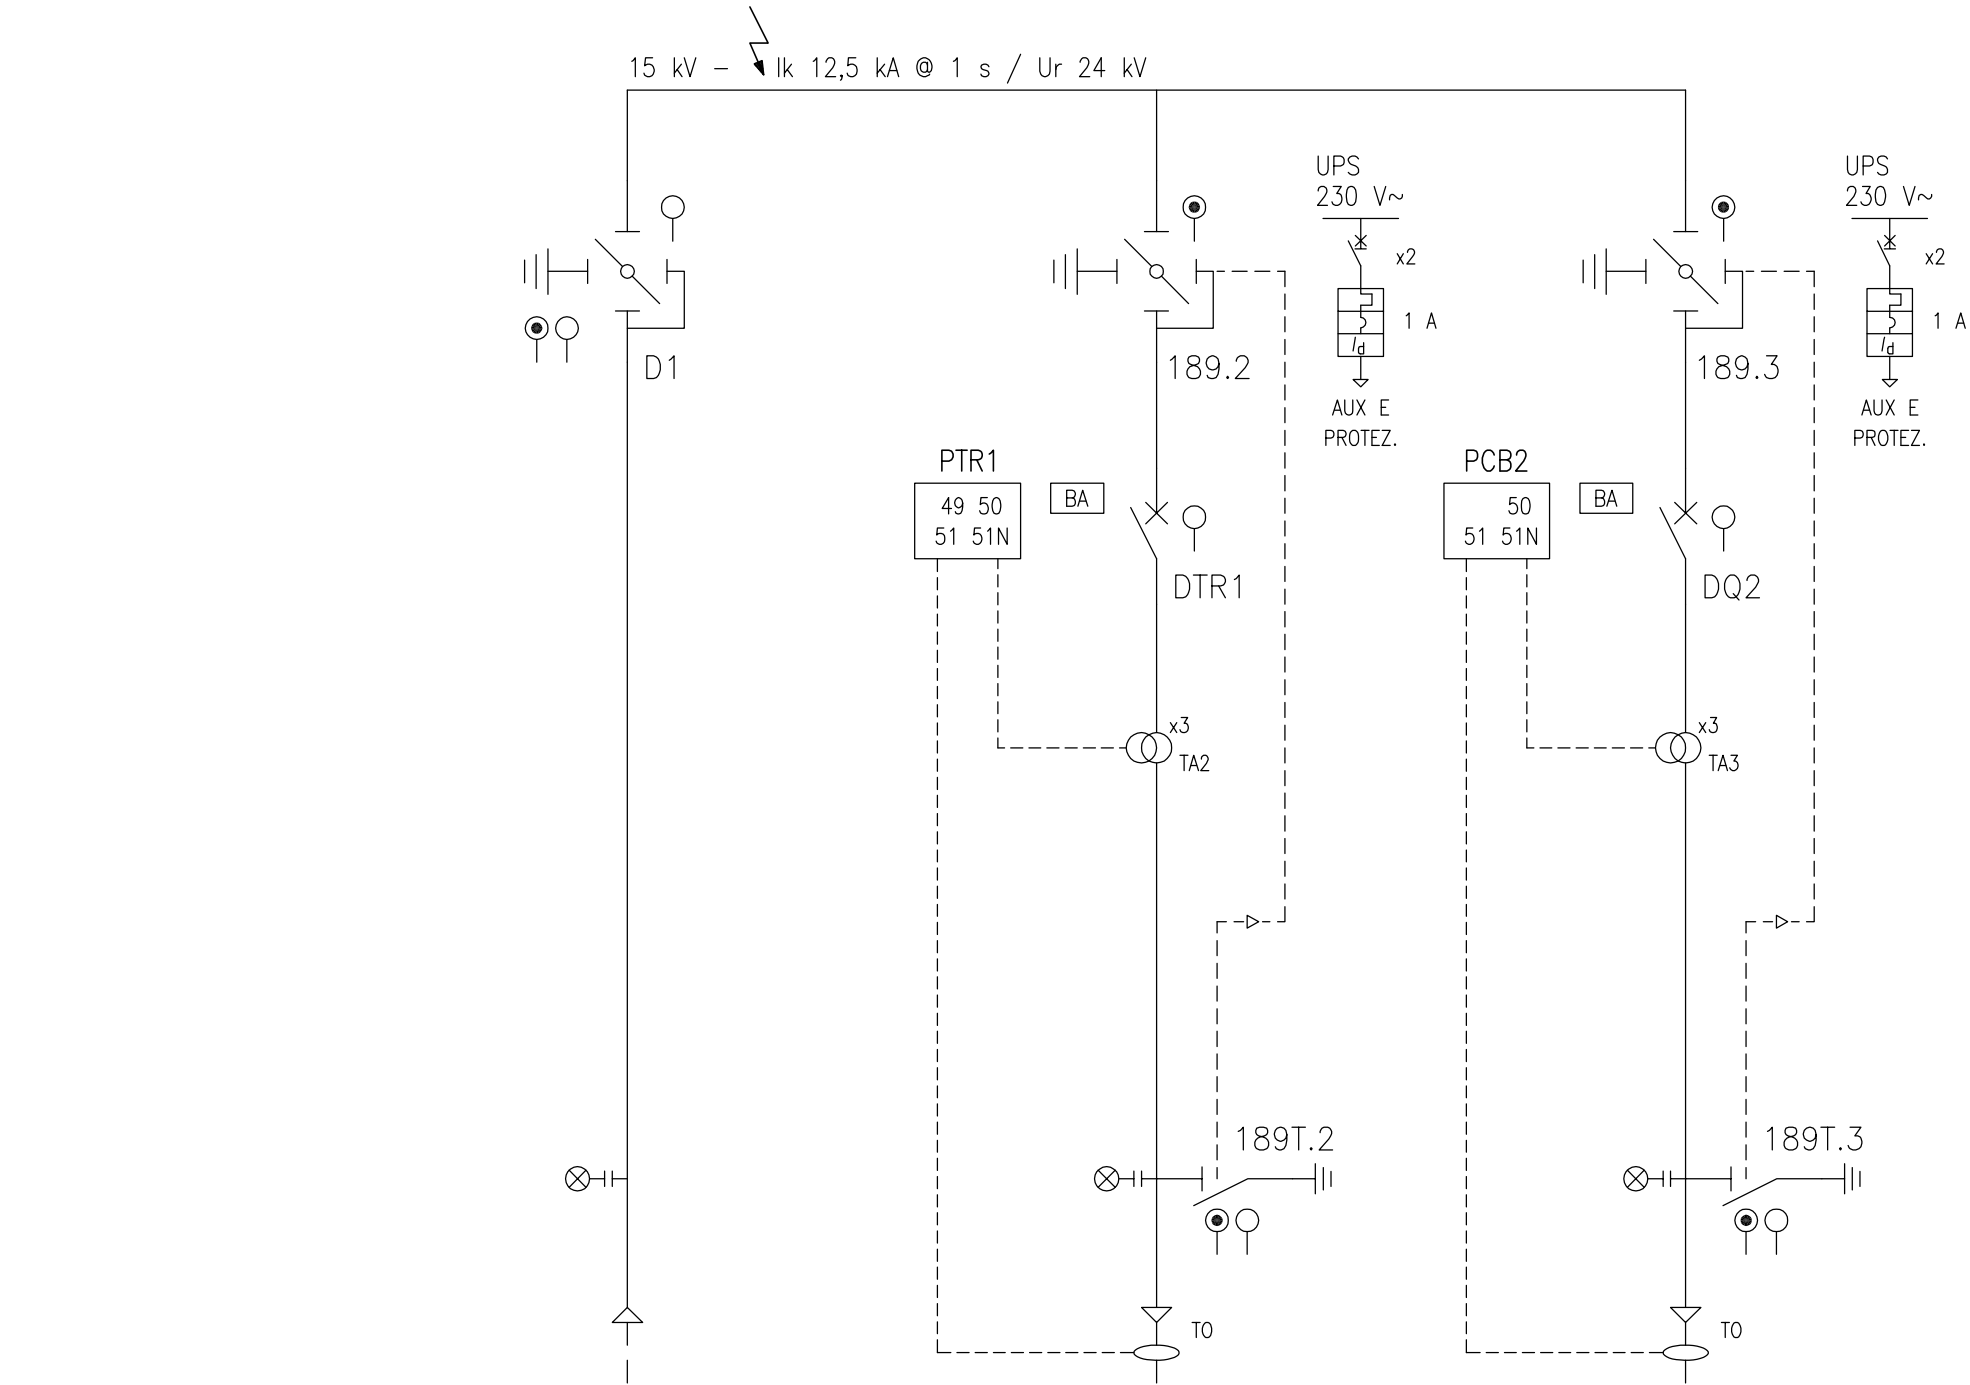 15 kV - Ik 12,5 kA @ 1 s / Ur 24 kV
UPS
230 V~
x2
1 A
AUX E
PROTEZ.
UPS
230 V~
x2
1 A
AUX E
PROTEZ.
D1
189.2
189.3
PTR1
49 50
51 51N
BA
DTR1
PCB2
50
51 51N
BA
DQ2
x3
TA2
x3
TA3
Id
Id
189T.2
189T.3
TO
TO